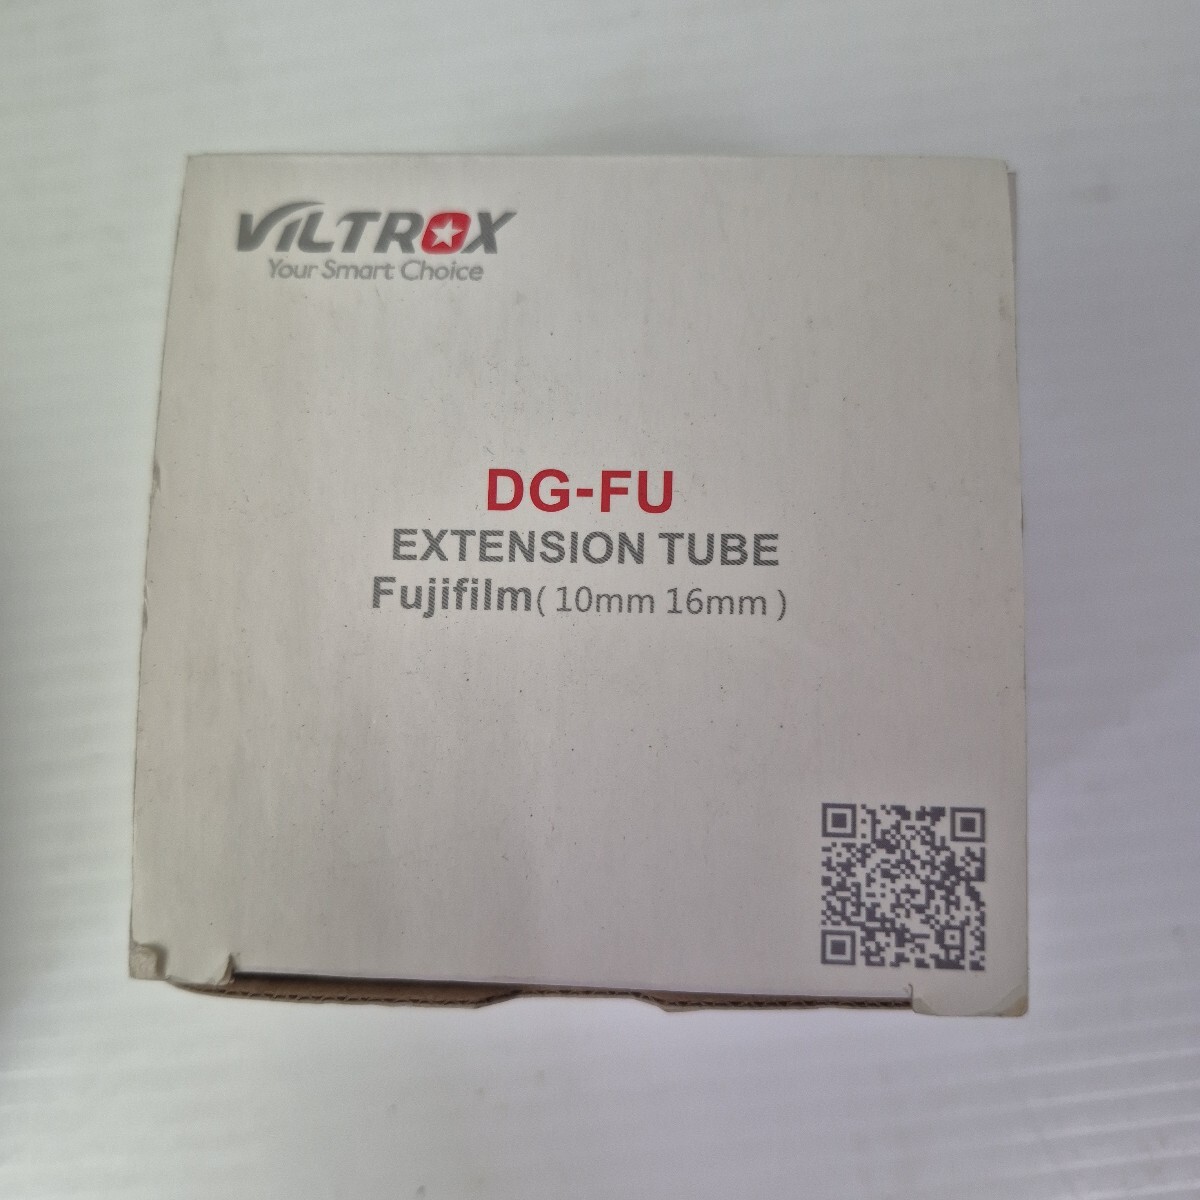 VILTROX
Your Smart Choice
DG-FU
EXTENSION TUBE
Fujifilm( 10mm 16mm )